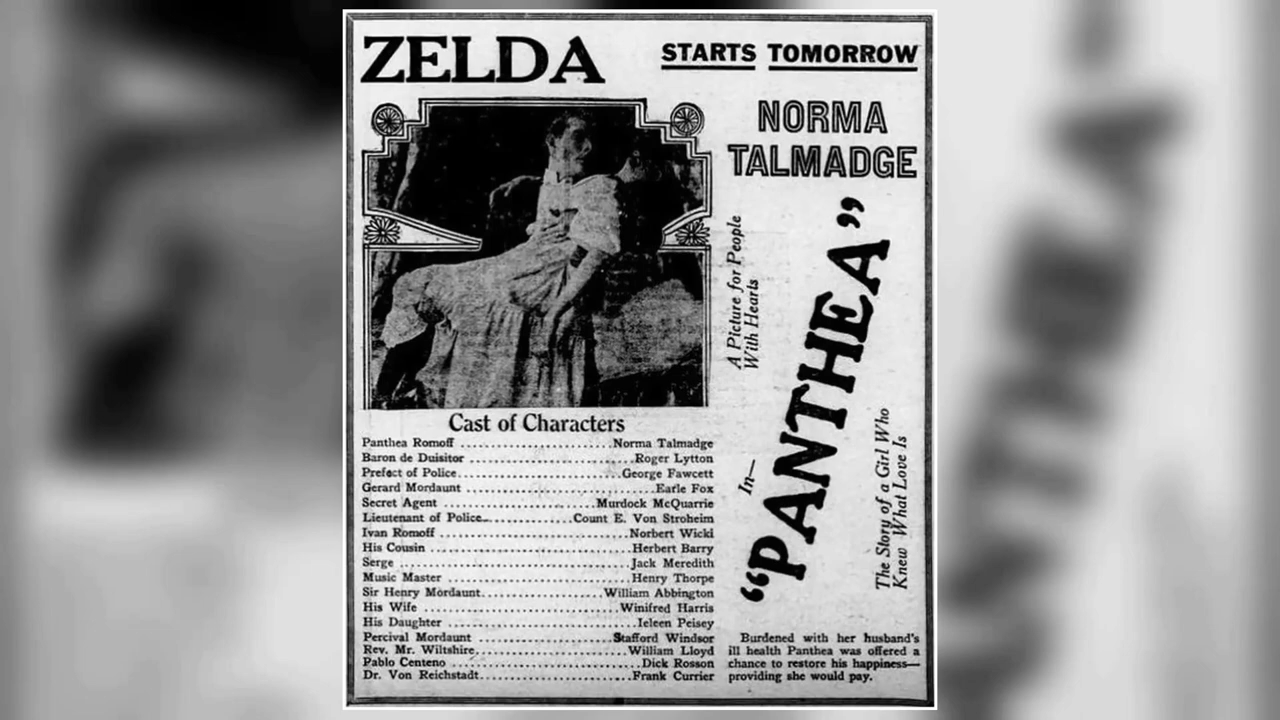 ZELDA
STARTS TOMORROW
NORMA
TALMADGE
A Picture for People
With Hearts
In—
“PANTHEA”
The Story of a Girl Who
Knew What Love Is
Cast of Characters
Panthea Romoff ..................... Norma Talmadge
Baron de Duisitor ..................... Roger Lytton
Prefect of Police ..................... George Fawcett
Gerard Mordaunt ..................... Earle Fox
Secret Agent ..................... Murdock McQuarrie
Lieutenant of Police ............ Count E. Von Stroheim
Ivan Romoff ..................... Norbert Wicki
His Cousin ..................... Herbert Barry
Serge ..................... Jack Meredith
Music Master ..................... Henry Thorpe
Sir Henry Mordaunt ............... William Abbington
His Wife ..................... Winifred Harris
His Daughter ..................... Ieleen Peisey
Percival Mordaunt ..................... Stafford Windsor
Rev. Mr. Wiltshire ..................... William Lloyd
Pablo Centeno ..................... Dick Rosson
Dr. Von Reichstadt ..................... Frank Currier
Burdened with her husband's
ill health Panthea was offered a
chance to restore his happiness—
providing she would pay.